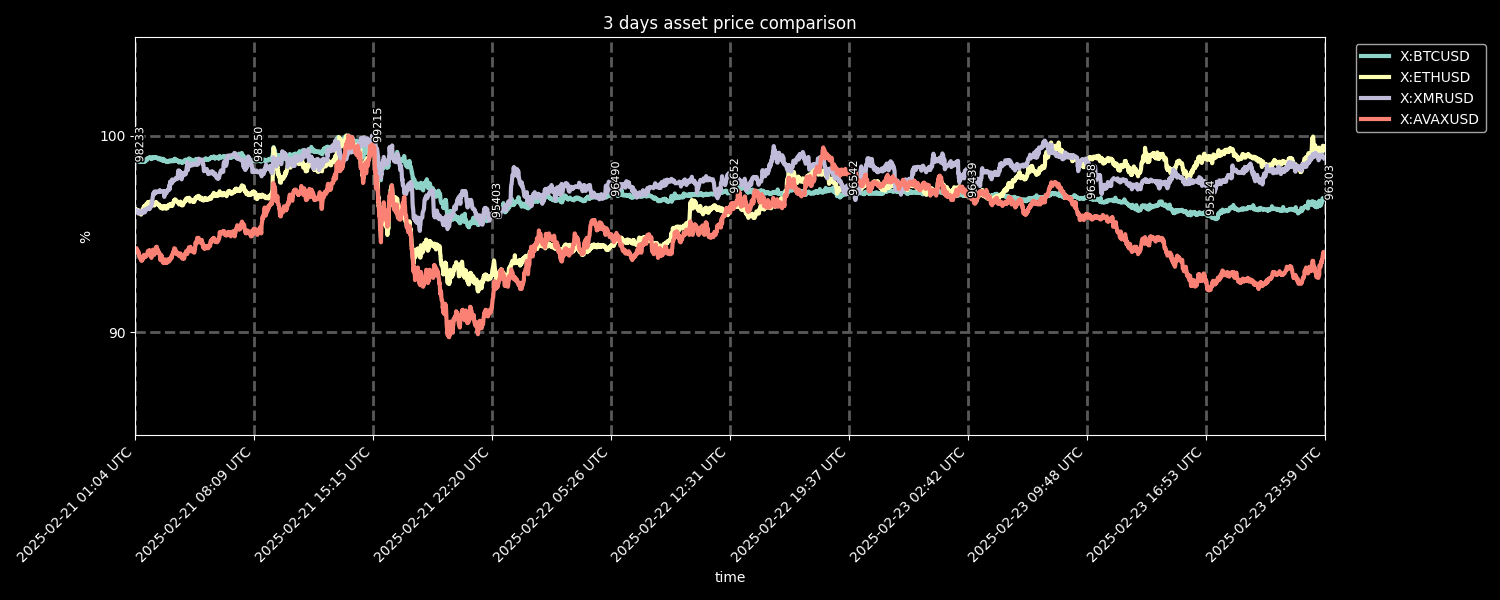 3 days asset price comparison
X:BTCUSD
X:ETHUSD
X:XMRUSD
X:AVAXUSD
%
100
90
98233
98250
99215
95403
96490
96652
96542
96439
96358
95524
96303
2025-02-21 01:04 UTC
2025-02-21 08:09 UTC
2025-02-21 15:15 UTC
2025-02-21 22:20 UTC
2025-02-22 05:26 UTC
2025-02-22 12:31 UTC
2025-02-22 19:37 UTC
2025-02-23 02:42 UTC
2025-02-23 09:48 UTC
2025-02-23 16:53 UTC
2025-02-23 23:59 UTC
time